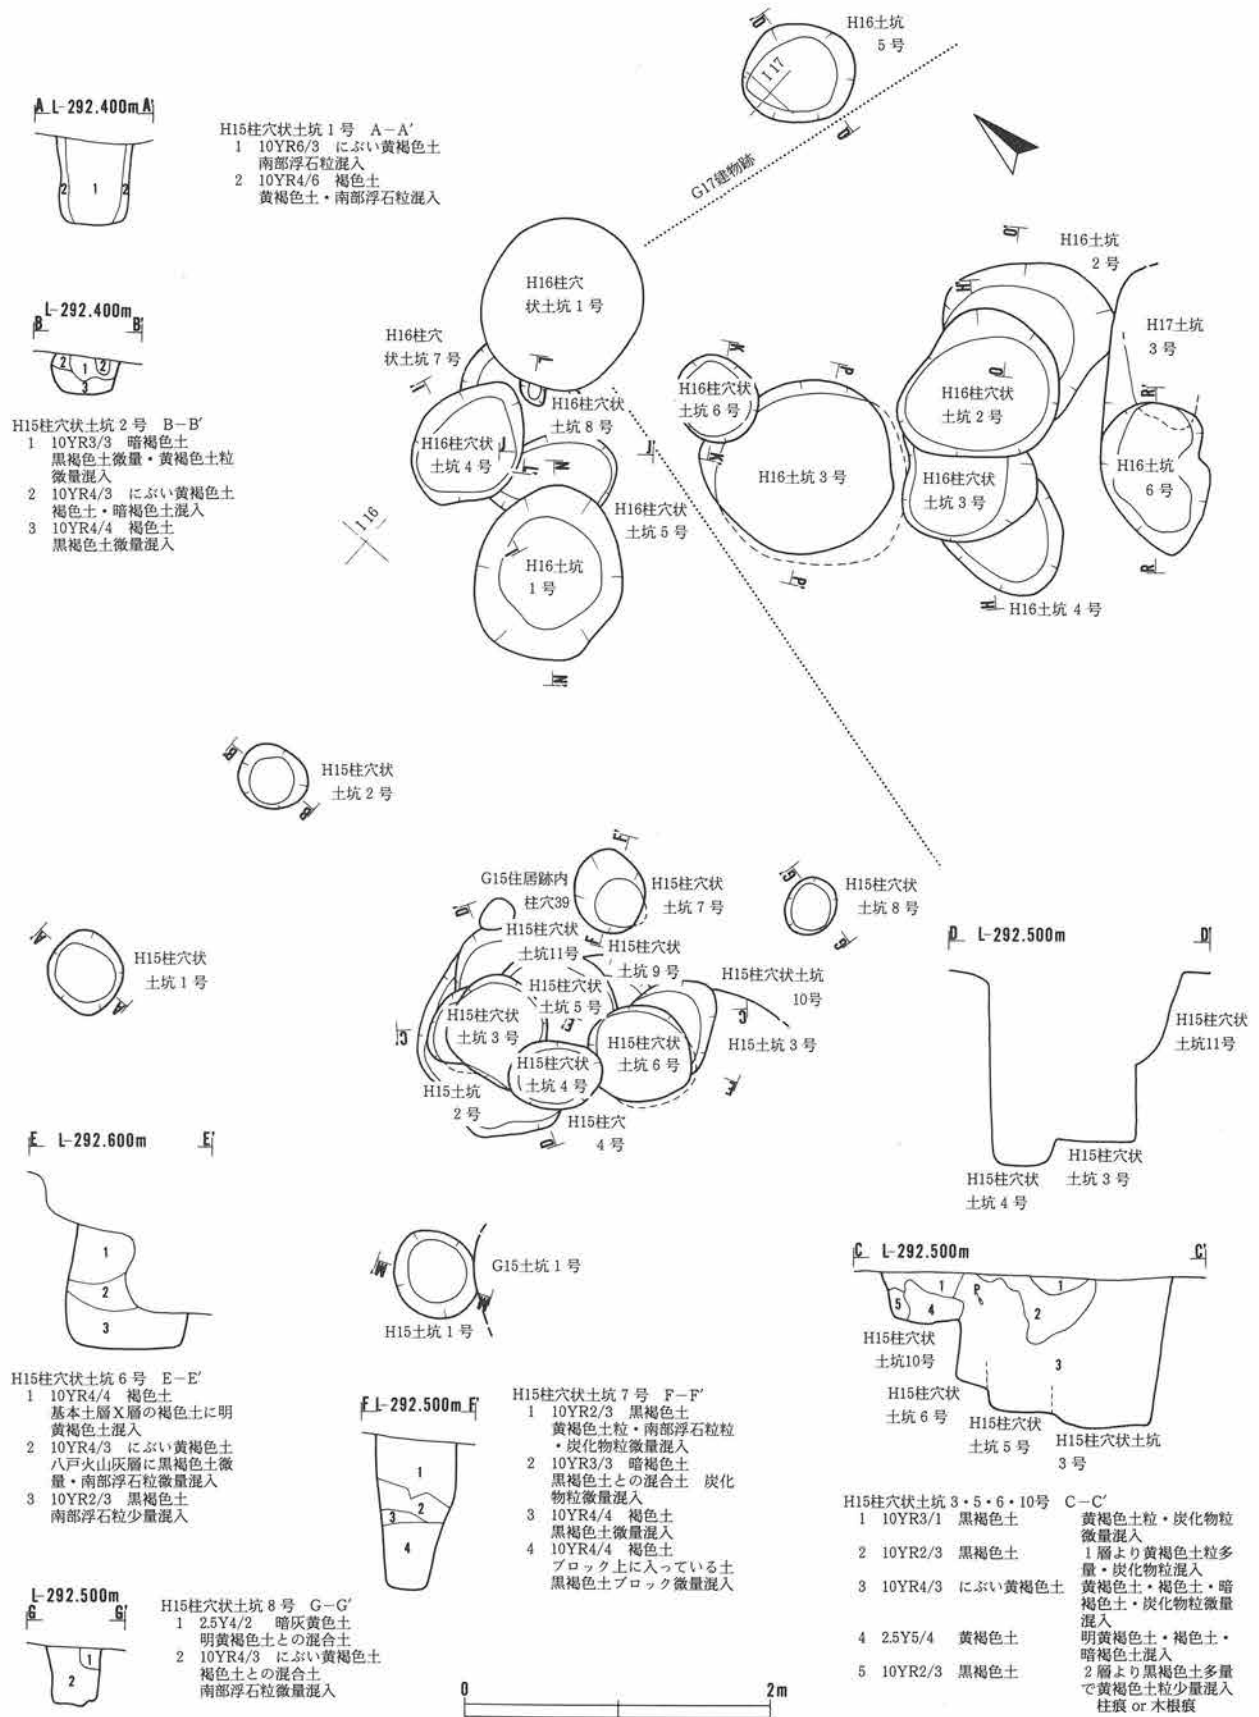 A L-292.400m A'
2 1 2
H15柱穴状土坑 1 号 A−A'
1 10YR6/3 にぶい黄褐色土
南部浮石粒混入
2 10YR4/6 褐色土
黄褐色土・南部浮石粒混入
L-292.400m
B B'
2 1 2
3
H15柱穴状土坑 2 号 B−B'
1 10YR3/3 暗褐色土
黒褐色土微量・黄褐色土粒
微量混入
2 10YR4/3 にぶい黄褐色土
褐色土・暗褐色土混入
3 10YR4/4 褐色土
黒褐色土微量混入
H16土坑
5 号
I 17
G17建物跡
H16柱穴
状土坑 1 号
H16柱穴
状土坑 7 号
H16柱穴状
土坑 8 号
H16柱穴状
土坑 4 号
H16柱穴状
土坑 5 号
H16土坑
1 号
I 16
H16柱穴状
土坑 6 号
H16土坑 3 号
H16土坑
2 号
H16柱穴状
土坑 2 号
H16柱穴状
土坑 3 号
H16土坑 4 号
H17土坑
3 号
H16土坑
6 号
H15柱穴状
土坑 2 号
H15柱穴状
土坑 1 号
G15住居跡内
柱穴39
H15柱穴状
土坑 7 号
H15柱穴状
土坑 8 号
H15柱穴状
土坑11号
H15柱穴状
土坑 9 号
H15柱穴状土坑
10号
H15柱穴状
土坑 5 号
H15柱穴状
土坑 3 号
H15柱穴状
土坑 6 号
H15土坑 3 号
H15柱穴状
土坑 4 号
H15土坑
2 号
H15柱穴
4 号
G15土坑 1 号
H15土坑 1 号
D L-292.500m D'
H15柱穴状
土坑11号
H15柱穴状
土坑 3 号
H15柱穴状
土坑 4 号
E L-292.600m E'
1
2
3
H15柱穴状土坑 6 号 E−E'
1 10YR4/4 褐色土
基本土層X層の褐色土に明
黄褐色土混入
2 10YR4/3 にぶい黄褐色土
八戸火山灰層に黒褐色土微
量・南部浮石粒微量混入
3 10YR2/3 黒褐色土
南部浮石粒少量混入
F L-292.500m F'
1
2
3
4
H15柱穴状土坑 7 号 F−F'
1 10YR2/3 黒褐色土
黄褐色土粒・南部浮石粒粒
・炭化物粒微量混入
2 10YR3/3 暗褐色土
黒褐色土との混合土 炭化
物粒微量混入
3 10YR4/4 褐色土
黒褐色土微量混入
4 10YR4/4 褐色土
ブロック上に入っている土
黒褐色土ブロック微量混入
L-292.500m
G G'
1
2
H15柱穴状土坑 8 号 G−G'
1 2.5Y4/2 暗灰黄色土
明黄褐色土との混合土
2 10YR4/3 にぶい黄褐色土
褐色土との混合土
南部浮石粒微量混入
C L-292.500m C'
1 P 1
5 4 2
3
H15柱穴状
土坑10号
H15柱穴状
土坑 6 号
H15柱穴状
土坑 5 号
H15柱穴状土坑
3 号
H15柱穴状土坑 3・5・6・10号 C−C'
1 10YR3/1 黒褐色土 黄褐色土粒・炭化物粒
微量混入
2 10YR2/3 黒褐色土 1 層より黄褐色土粒多
量・炭化物粒混入
3 10YR4/3 にぶい黄褐色土 黄褐色土・褐色土・暗
褐色土・炭化物粒微量
混入
4 2.5Y5/4 黄褐色土 明黄褐色土・褐色土・
暗褐色土混入
5 10YR2/3 黒褐色土 2 層より黒褐色土多量
で黄褐色土粒少量混入
柱痕 or 木根痕
0 2m